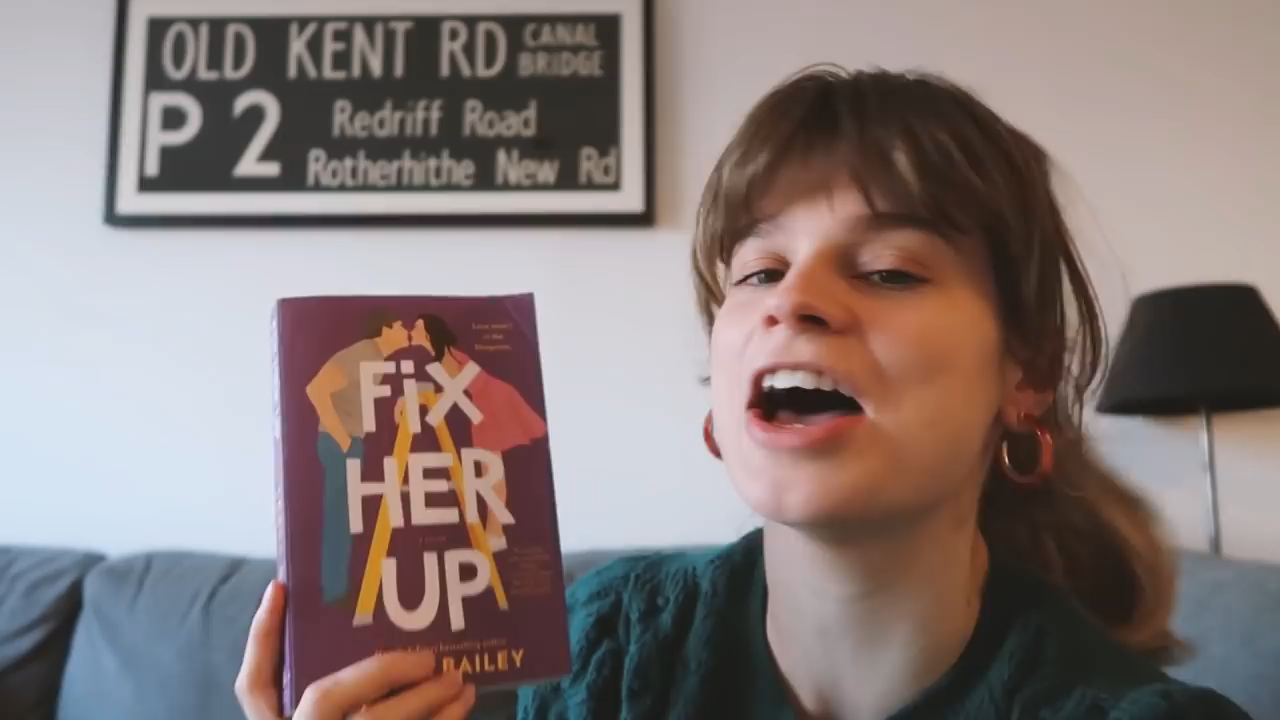 OLD KENT RD CANAL
BRIDGE
P 2 Redriff Road
Rotherhithe New Rd
FiX
HER
UP
BAILEY